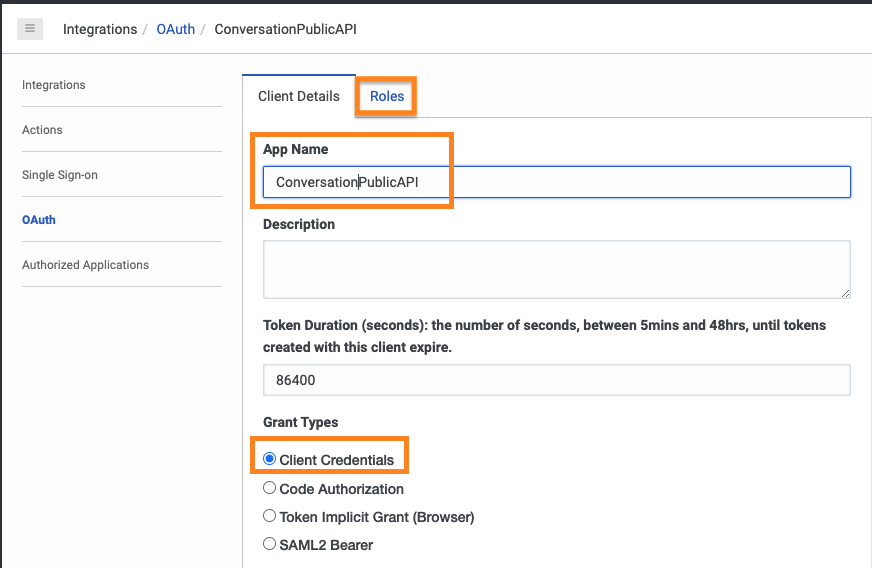 Integrations / OAuth / ConversationPublicAPI
Integrations
Actions
Single Sign-on
OAuth
Authorized Applications
Client Details
Roles
App Name
ConversationPublicAPI
Description
Token Duration (seconds): the number of seconds, between 5mins and 48hrs, until tokens
created with this client expire.
86400
Grant Types
Client Credentials
Code Authorization
Token Implicit Grant (Browser)
SAML2 Bearer